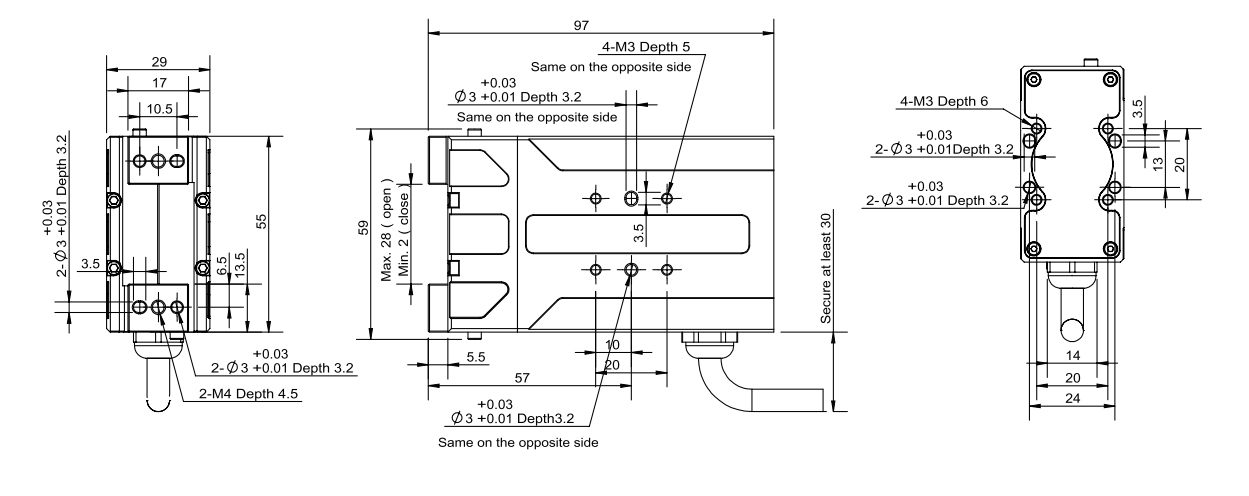 29
17
10.5
+0.03
2-∅3 +0.01 Depth 3.2
3.5
6.5
13.5
55
+0.03
2-∅3 +0.01 Depth 3.2
2-M4 Depth 4.5
97
4-M3 Depth 5
Same on the opposite side
+0.03
∅3 +0.01 Depth 3.2
Same on the opposite side
59
Max. 28 ( open )
Min. 2 ( close )
3.5
Secure at least 30
10
5.5
20
57
+0.03
∅3 +0.01 Depth3.2
Same on the opposite side
4-M3 Depth 6
+0.03
2-∅3 +0.01Depth 3.2
+0.03
2-∅3 +0.01 Depth 3.2
3.5
13
20
14
20
24